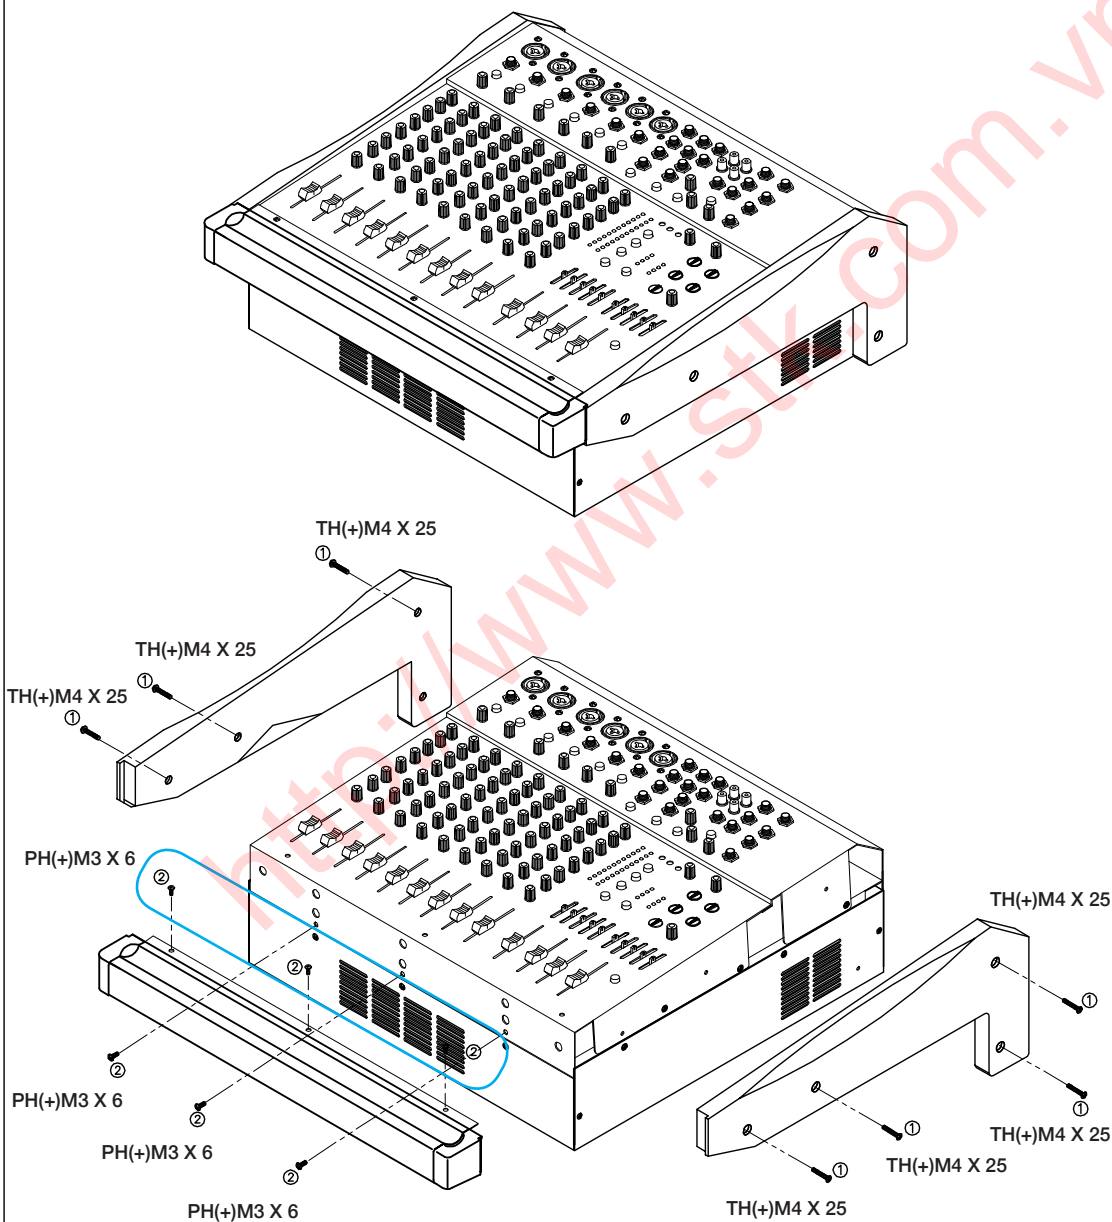 http://www.stk.com.vn
TH(+)M4 X 25
①
TH(+)M4 X 25
①
TH(+)M4 X 25
①
PH(+)M3 X 6
②
②
②
②
PH(+)M3 X 6
②
PH(+)M3 X 6
②
PH(+)M3 X 6
TH(+)M4 X 25
①
①
TH(+)M4 X 25
①
TH(+)M4 X 25
①
TH(+)M4 X 25